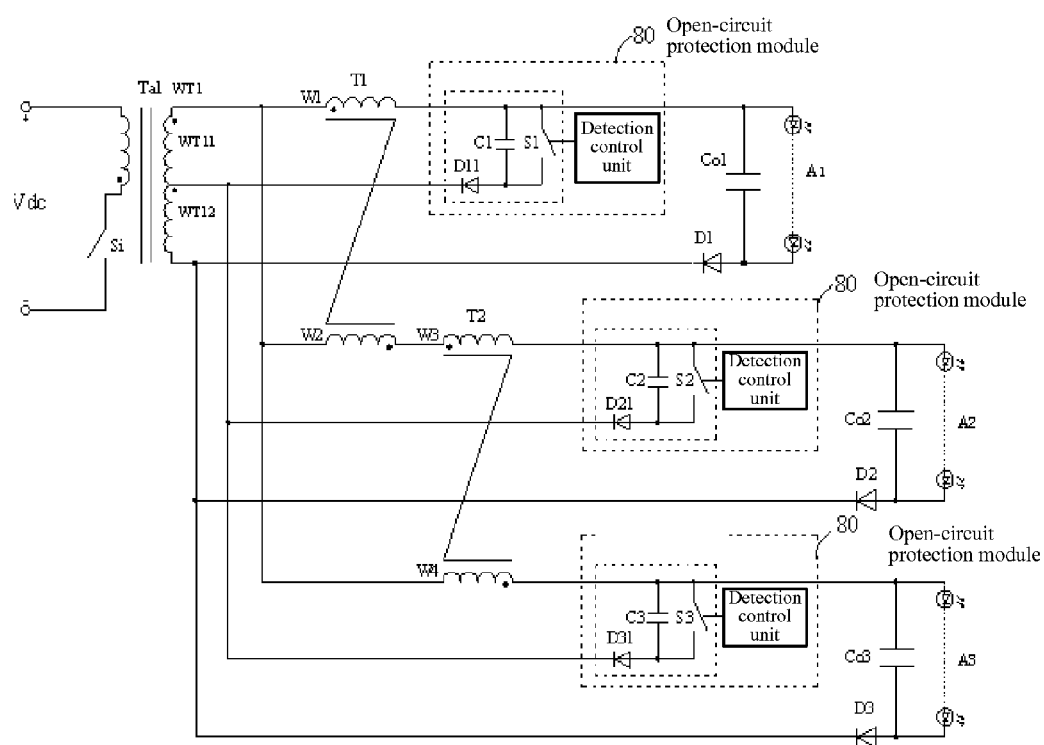 80 Open-circuit
protection module
Ta1 WT1
W1 T1
WT11
C1 S1 Detection
control
unit
Co1 A1
D11
Vdc
WT12
Si
D1
80 Open-circuit
protection module
W2 W3 T2
C2 S2 Detection
control
unit
D21
Co2 A2
D2
80 Open-circuit
protection module
W4
C3 S3 Detection
control
unit
D31
Co3 A3
D3